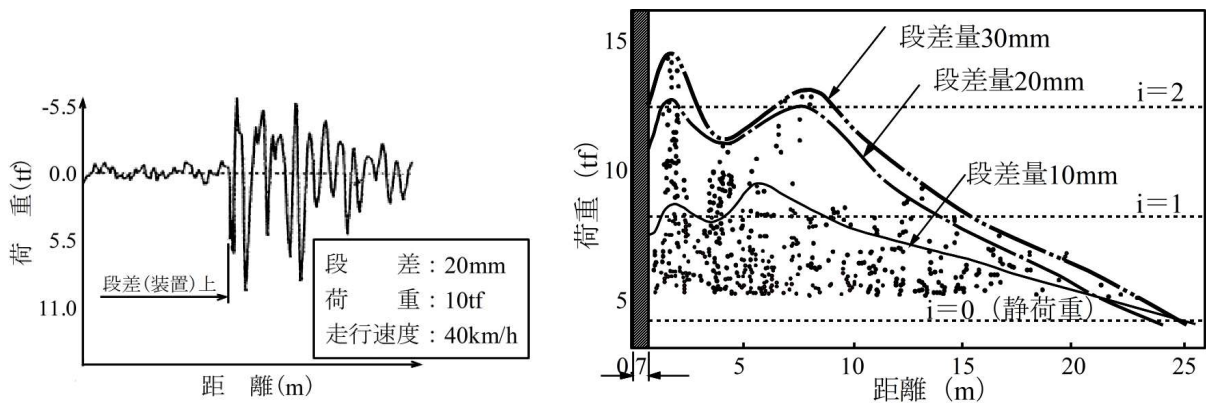 -5.5
0.0
5.5
11.0
荷 重(tf)
段差(装置)上
段 差：20mm
荷 重：10tf
走行速度：40km/h
距 離(m)
15
10
5
荷重 (tf)
段差量30mm
段差量20mm
i＝2
段差量10mm
i＝1
i＝0（静荷重）
0.7 5 10 15 20 25
距離 (m)